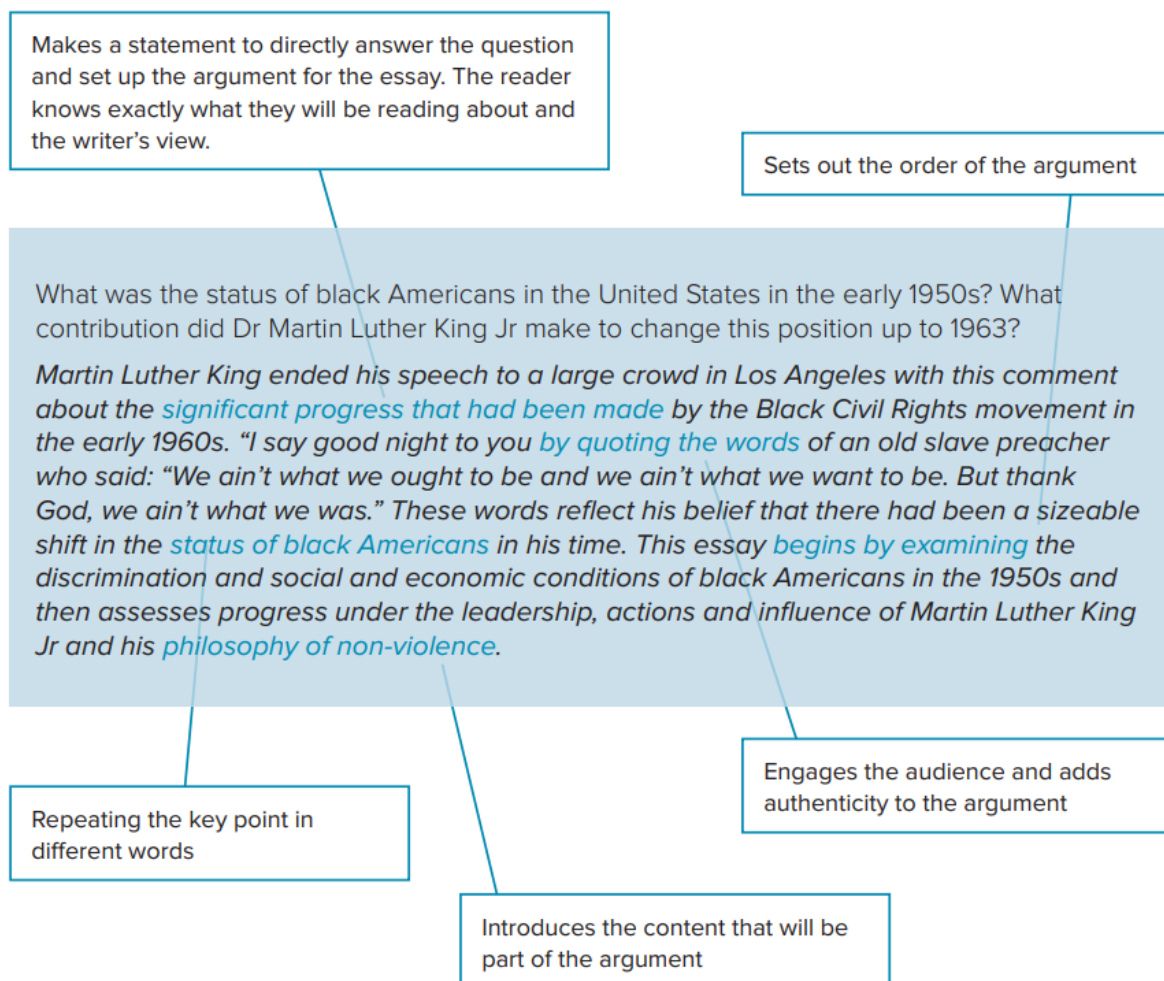 Makes a statement to directly answer the question
and set up the argument for the essay. The reader
knows exactly what they will be reading about and
the writer’s view.
Sets out the order of the argument
What was the status of black Americans in the United States in the early 1950s? What
contribution did Dr Martin Luther King Jr make to change this position up to 1963?
Martin Luther King ended his speech to a large crowd in Los Angeles with this comment
about the significant progress that had been made by the Black Civil Rights movement in
the early 1960s. “I say good night to you by quoting the words of an old slave preacher
who said: “We ain’t what we ought to be and we ain’t what we want to be. But thank
God, we ain’t what we was.” These words reflect his belief that there had been a sizeable
shift in the status of black Americans in his time. This essay begins by examining the
discrimination and social and economic conditions of black Americans in the 1950s and
then assesses progress under the leadership, actions and influence of Martin Luther King
Jr and his philosophy of non-violence.
Engages the audience and adds
authenticity to the argument
Repeating the key point in
different words
Introduces the content that will be
part of the argument